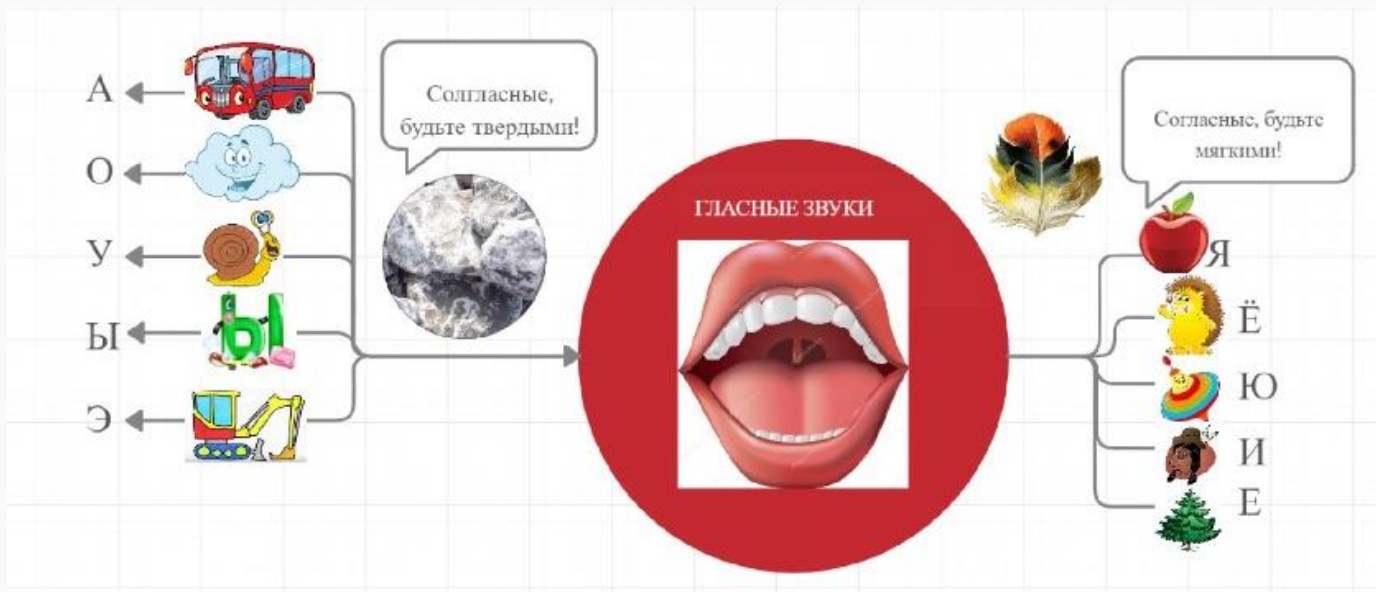 А
О
У
Ы
Э
Солгласные,
будьте твердыми!
ГЛАСНЫЕ ЗВУКИ
Согласные, будьте
мягкими!
Я
Ё
Ю
И
Е